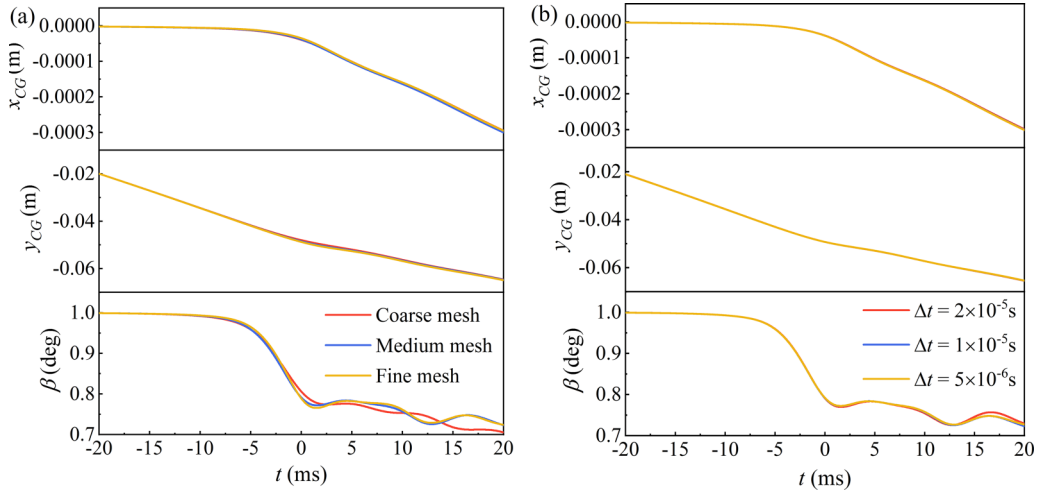 (a)
0.0000
-0.0001
-0.0002
-0.0003
x_CG (m)
-0.02
-0.04
-0.06
y_CG (m)
1.0
0.9
0.8
0.7
β (deg)
Coarse mesh
Medium mesh
Fine mesh
-20 -15 -10 -5 0 5 10 15 20
t (ms)
(b)
0.0000
-0.0001
-0.0002
-0.0003
x_CG (m)
-0.02
-0.04
-0.06
y_CG (m)
1.0
0.9
0.8
0.7
β (deg)
Δt = 2×10⁻⁵s
Δt = 1×10⁻⁵s
Δt = 5×10⁻⁶s
-20 -15 -10 -5 0 5 10 15 20
t (ms)